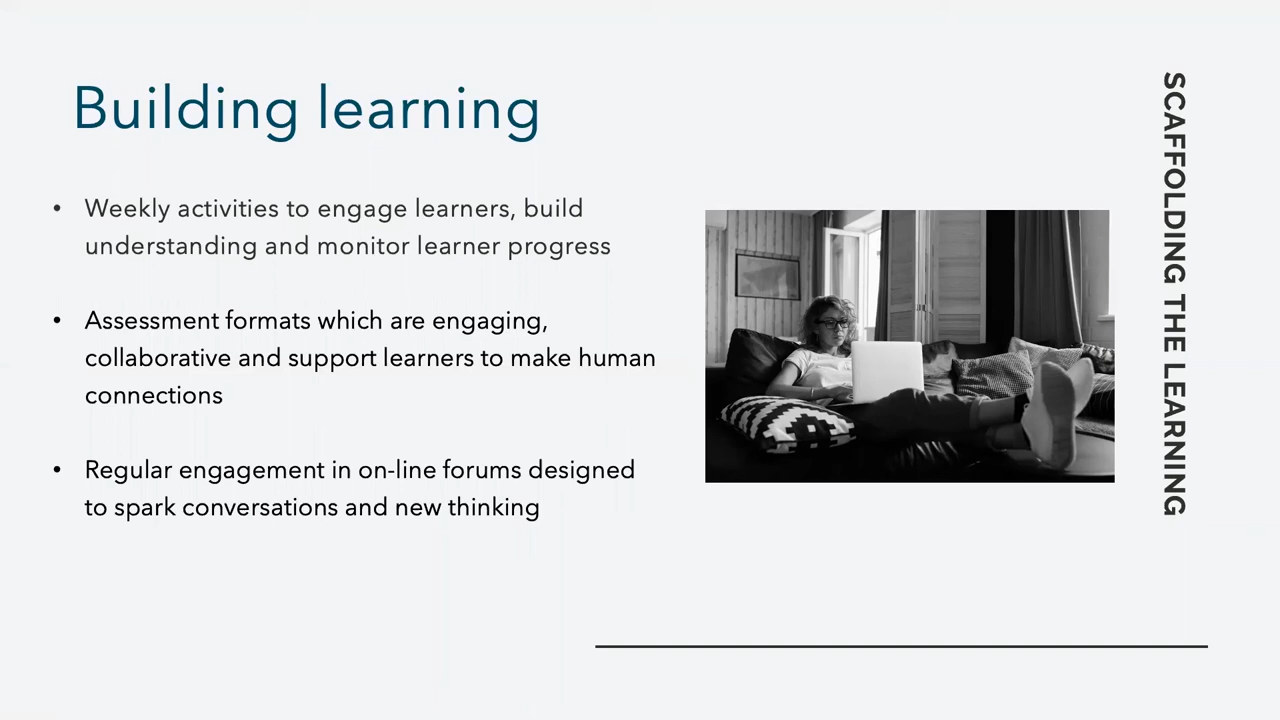 Building learning
• Weekly activities to engage learners, build
understanding and monitor learner progress
• Assessment formats which are engaging,
collaborative and support learners to make human
connections
• Regular engagement in on-line forums designed
to spark conversations and new thinking
SCAFFOLDING THE LEARNING